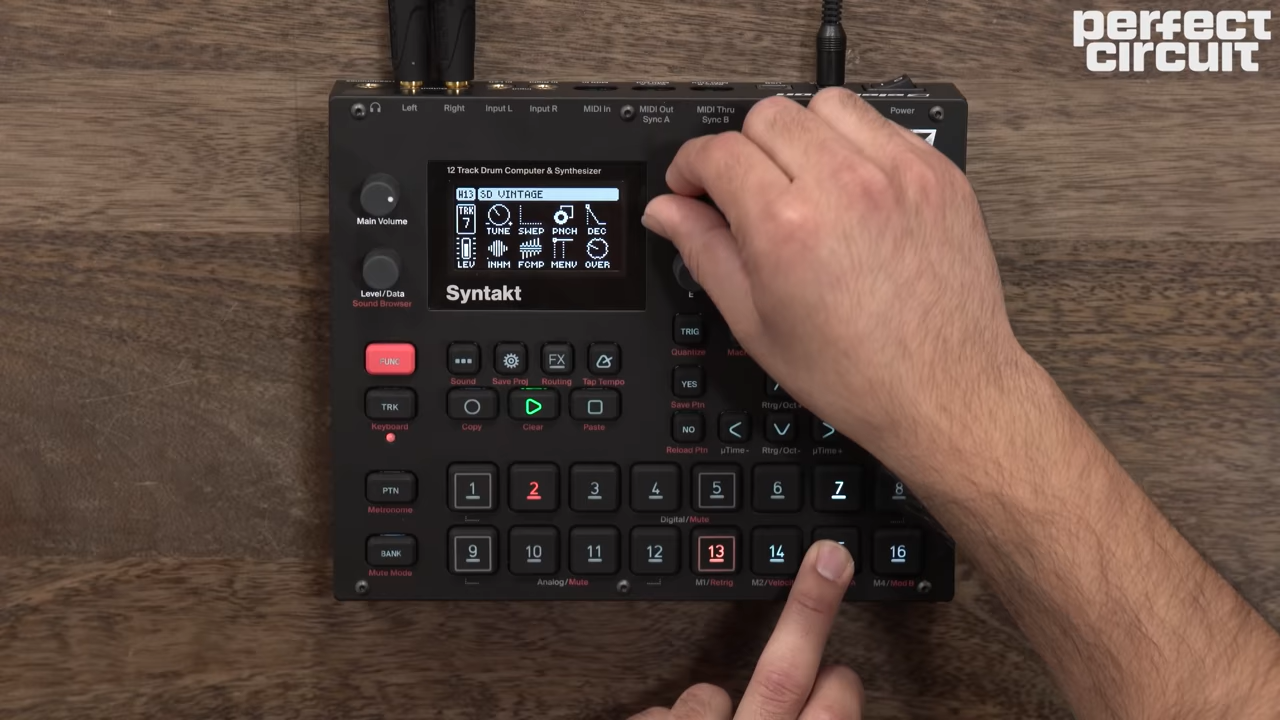 perfect
circuit
Left
Right
Input L
Input R
MIDI In
MIDI Out
Sync A
MIDI Thru
Sync B
Power
12 Track Drum Computer & Synthesizer
H13 SD VINTAGE
TRK
7
TUNE SWEP PNCH DEC
LEV INHM FCMP MENV OVER
Syntakt
Main Volume
Level/Data
Sound Browser
E
FUNC
FX
Sound
Save Proj
Routing
Tap Tempo
TRIG
Quantize
YES
Save Ptn
Rtrg/Oct+
TRK
Keyboard
Copy
Clear
Paste
NO
Reload Ptn
µTime-
Rtrg/Oct-
µTime+
PTN
Metronome
1 2 3 4 5 6 7 8
Digital/Mute
BANK
Mute Mode
9 10 11 12 13 14 16
Analog/Mute
M1/Retrig
M4/Mod B